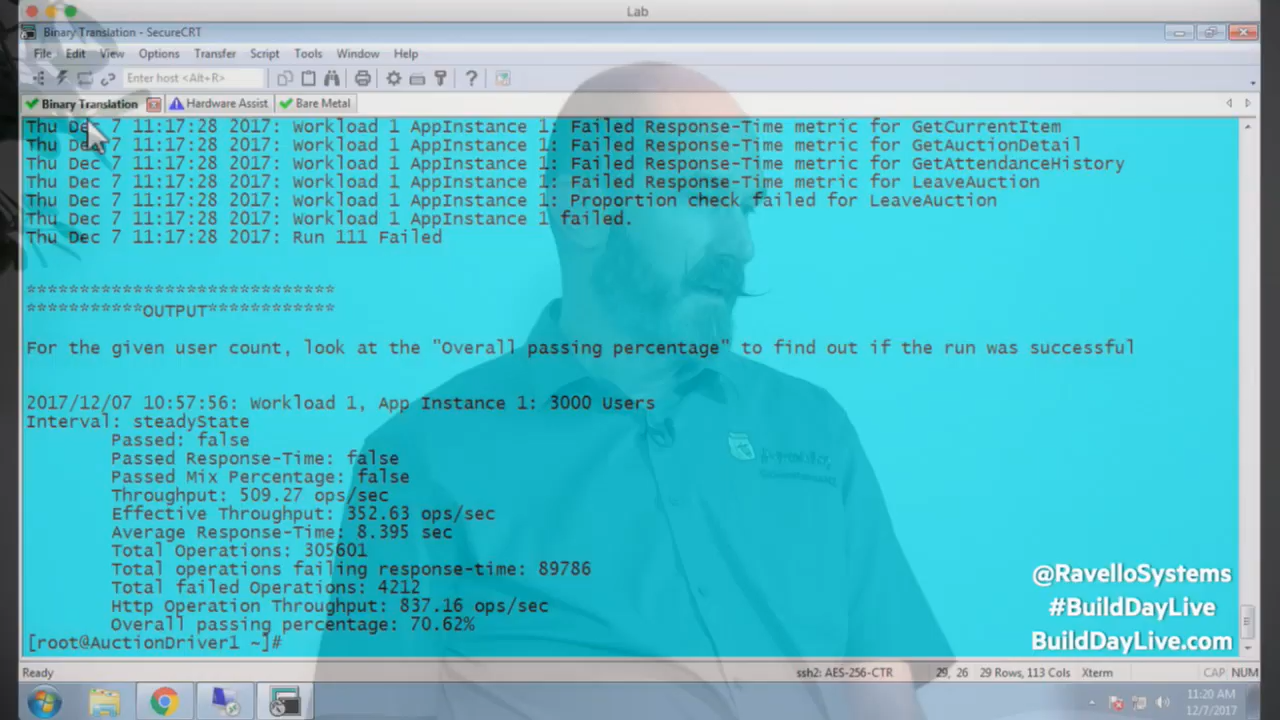 Lab
Binary Translation - SecureCRT
File Edit View Options Transfer Script Tools Window Help
Enter host <Alt+R>
Binary Translation Hardware Assist Bare Metal
Thu Dec 7 11:17:28 2017: Workload 1 AppInstance 1: Failed Response-Time metric for GetCurrentItem
Thu Dec 7 11:17:28 2017: Workload 1 AppInstance 1: Failed Response-Time metric for GetAuctionDetail
Thu Dec 7 11:17:28 2017: Workload 1 AppInstance 1: Failed Response-Time metric for GetAttendanceHistory
Thu Dec 7 11:17:28 2017: Workload 1 AppInstance 1: Failed Response-Time metric for LeaveAuction
Thu Dec 7 11:17:28 2017: Workload 1 AppInstance 1: Proportion check failed for LeaveAuction
Thu Dec 7 11:17:28 2017: Workload 1 AppInstance 1 failed.
Thu Dec 7 11:17:28 2017: Run 111 Failed
*****************************
***********OUTPUT************
For the given user count, look at the "Overall passing percentage" to find out if the run was successful
2017/12/07 10:57:56: Workload 1, App Instance 1: 3000 Users
Interval: steadyState
Passed: false
Passed Response-Time: false
Passed Mix Percentage: false
Throughput: 509.27 ops/sec
Effective Throughput: 352.63 ops/sec
Average Response-Time: 8.395 sec
Total Operations: 305601
Total operations failing response-time: 89786
Total failed Operations: 4212
Http Operation Throughput: 837.16 ops/sec
Overall passing percentage: 70.62%
[root@AuctionDriver1 ~]#
@RavelloSystems
#BuildDayLive
BuildDayLive.com
Ready ssh2: AES-256-CTR 29, 26 29 Rows, 113 Cols Xterm CAP NUM
11:20 AM
12/7/2017